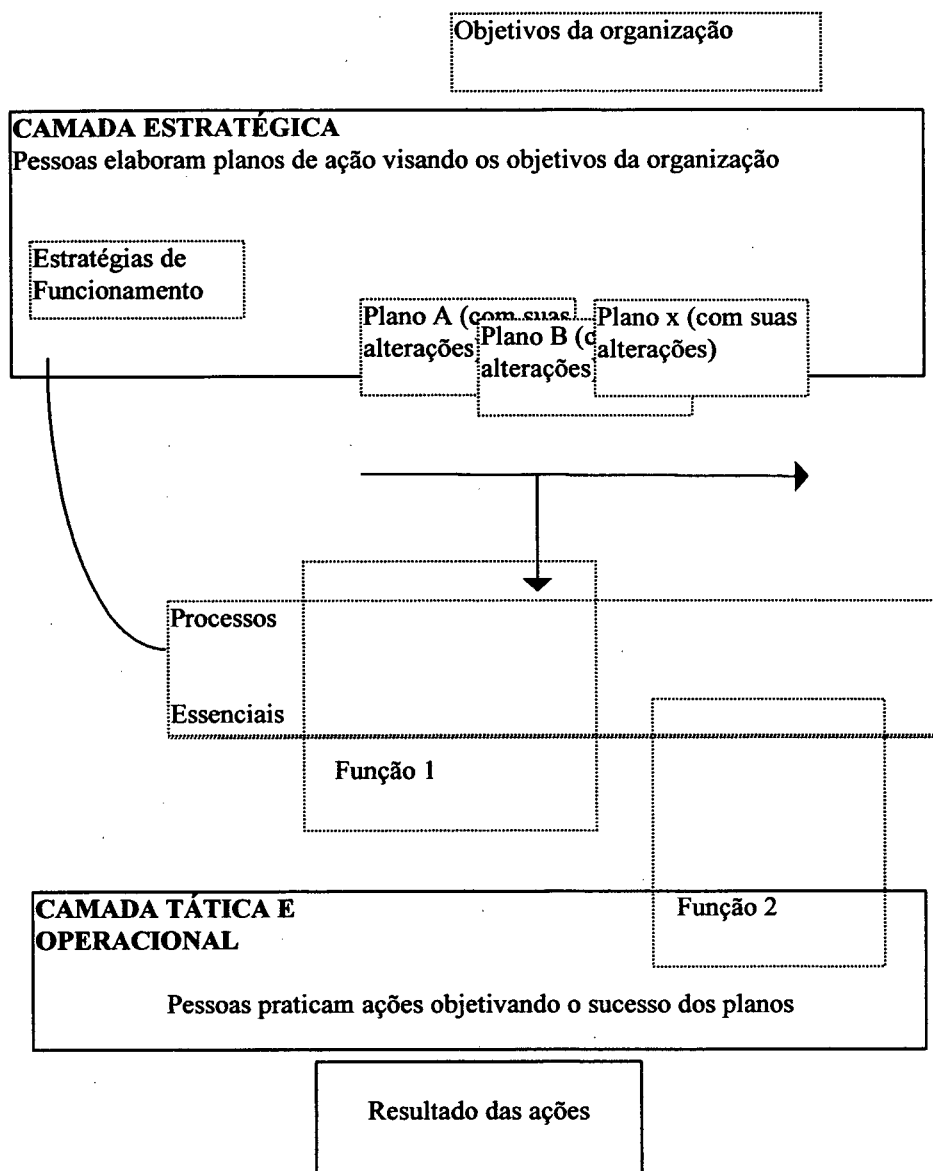 Objetivos da organização
CAMADA ESTRATÉGICA
Pessoas elaboram planos de ação visando os objetivos da organização
Estratégias de
Funcionamento
Plano A (com suas
alterações
Plano B (c
alterações)
Plano x (com suas
alterações)
Processos
Essenciais
Função 1
Função 2
CAMADA TÁTICA E
OPERACIONAL
Pessoas praticam ações objetivando o sucesso dos planos
Resultado das ações